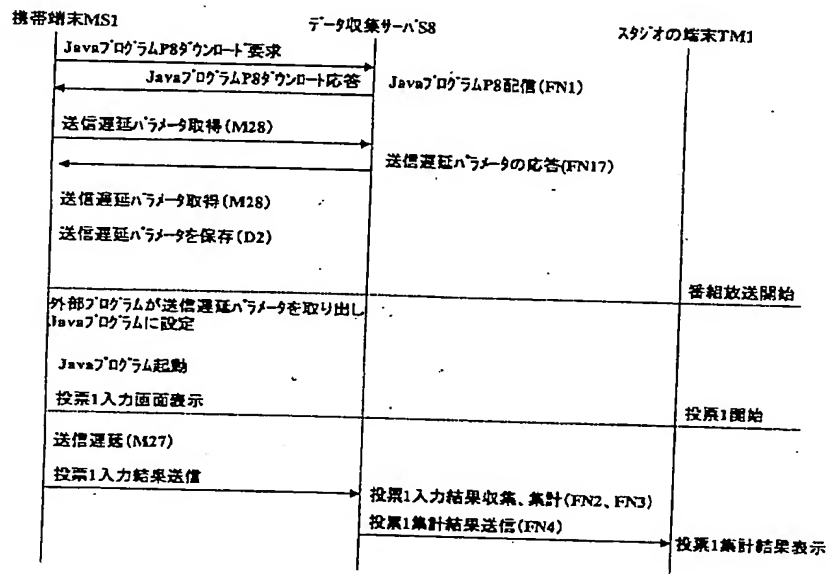 携帯端末MS1
データ収集サーバS8
スタジオの端末TM1
JavaプログラムP8ダウンロード要求
JavaプログラムP8ダウンロード応答
JavaプログラムP8配信(FN1)
送信遅延パラメータ取得(M28)
送信遅延パラメータの応答(FN17)
送信遅延パラメータ取得(M28)
送信遅延パラメータを保存(D2)
番組放送開始
外部プログラムが送信遅延パラメータを取り出し
Javaプログラムに設定
Javaプログラム起動
投票1入力画面表示
投票1開始
送信遅延(M27)
投票1入力結果送信
投票1入力結果収集、集計(FN2、FN3)
投票1集計結果送信(FN4)
投票1集計結果表示